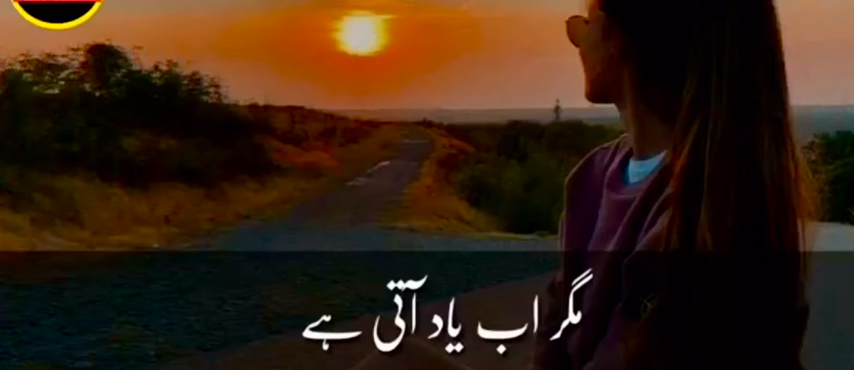 مگر اب یاد آتی ہے